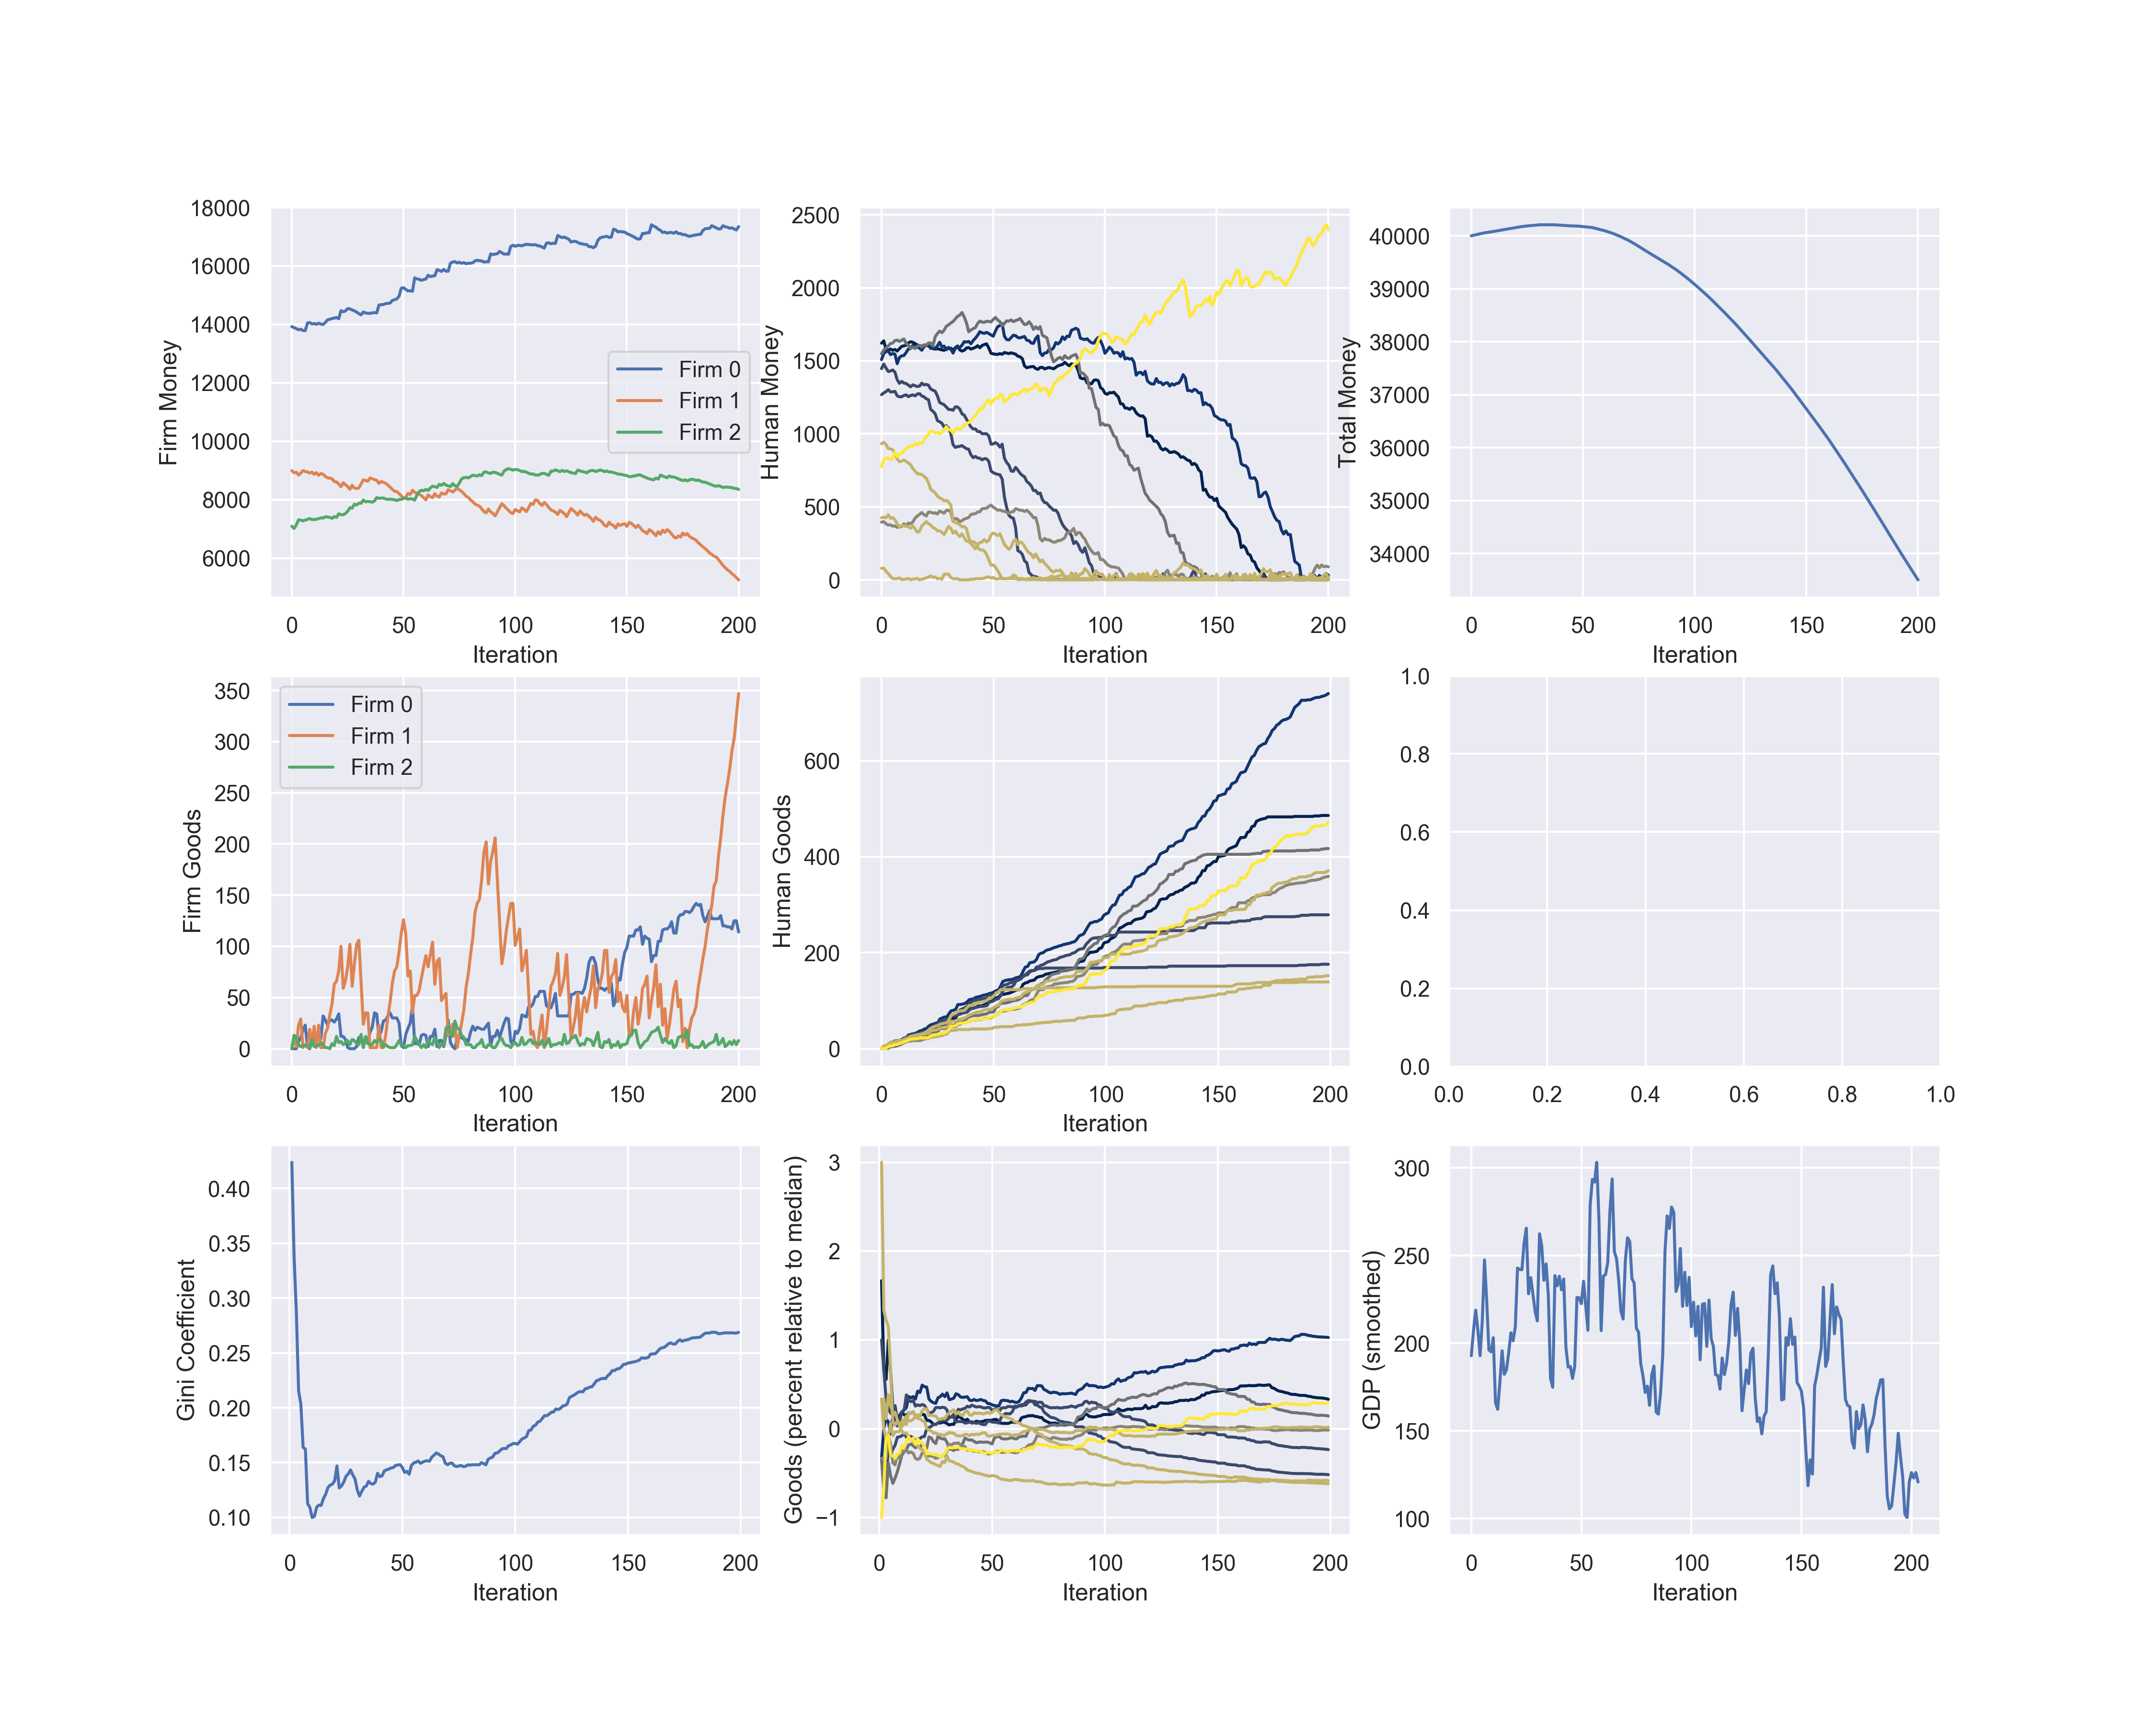 18000
16000
14000
12000
10000
8000
6000
Firm Money
Firm 0
Firm 1
Firm 2
0 50 100 150 200
Iteration
2500
2000
1500
1000
500
0
Human Money
0 50 100 150 200
Iteration
40000
39000
38000
37000
36000
35000
34000
Total Money
0 50 100 150 200
Iteration
350
300
250
200
150
100
50
0
Firm Goods
Firm 0
Firm 1
Firm 2
0 50 100 150 200
Iteration
600
400
200
0
Human Goods
0 50 100 150 200
Iteration
1.0
0.8
0.6
0.4
0.2
0.0
0.0 0.2 0.4 0.6 0.8 1.0
0.40
0.35
0.30
0.25
0.20
0.15
0.10
Gini Coefficient
0 50 100 150 200
Iteration
3
2
1
0
−1
Goods (percent relative to median)
0 50 100 150 200
Iteration
300
250
200
150
100
GDP (smoothed)
0 50 100 150 200
Iteration